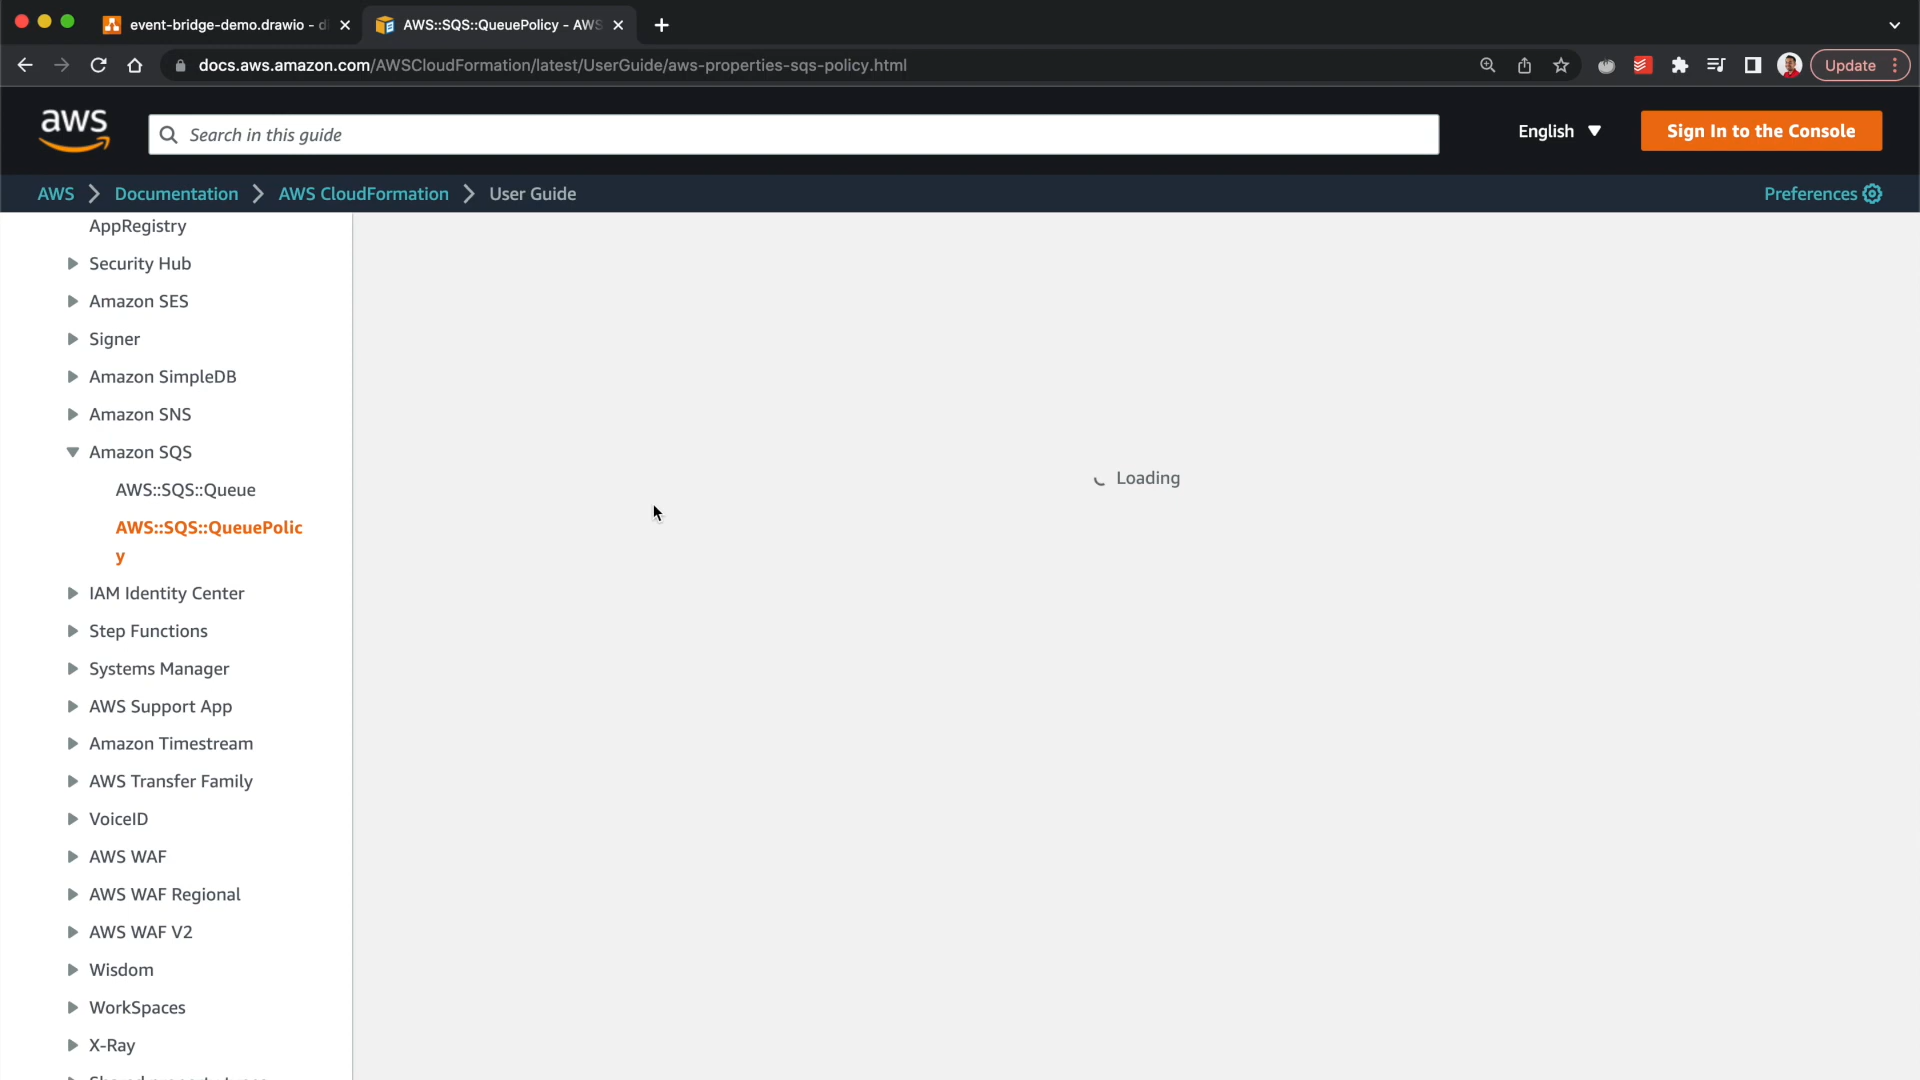 event-bridge-demo.drawio - d
AWS::SQS::QueuePolicy - AWS
docs.aws.amazon.com/AWSCloudFormation/latest/UserGuide/aws-properties-sqs-policy.html
Update
aws
Search in this guide
English
Sign In to the Console
AWS
Documentation
AWS CloudFormation
User Guide
Preferences
AppRegistry
Security Hub
Amazon SES
Signer
Amazon SimpleDB
Amazon SNS
Amazon SQS
AWS::SQS::Queue
AWS::SQS::QueuePolic
y
IAM Identity Center
Step Functions
Systems Manager
AWS Support App
Amazon Timestream
AWS Transfer Family
VoiceID
AWS WAF
AWS WAF Regional
AWS WAF V2
Wisdom
WorkSpaces
X-Ray
Loading